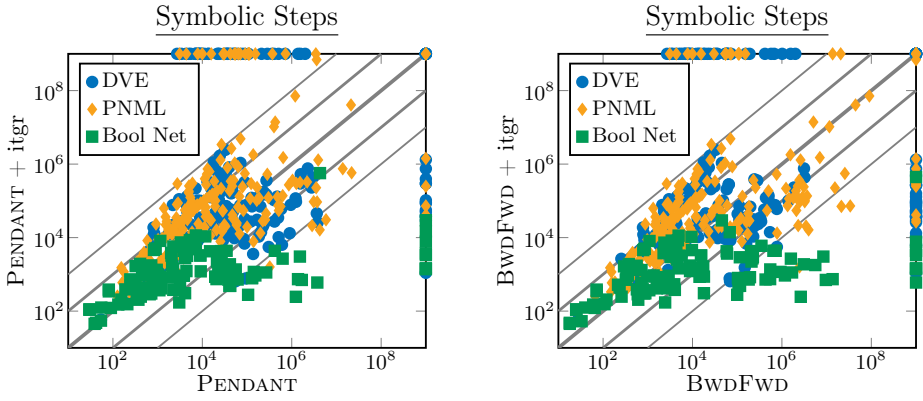 Symbolic Steps
DVE
PNML
Bool Net
10^8
10^6
10^4
10^2
10^2 10^4 10^6 10^8
PENDANT + itgr
PENDANT
Symbolic Steps
DVE
PNML
Bool Net
10^8
10^6
10^4
10^2
10^2 10^4 10^6 10^8
BWDFWD + itgr
BWDFWD